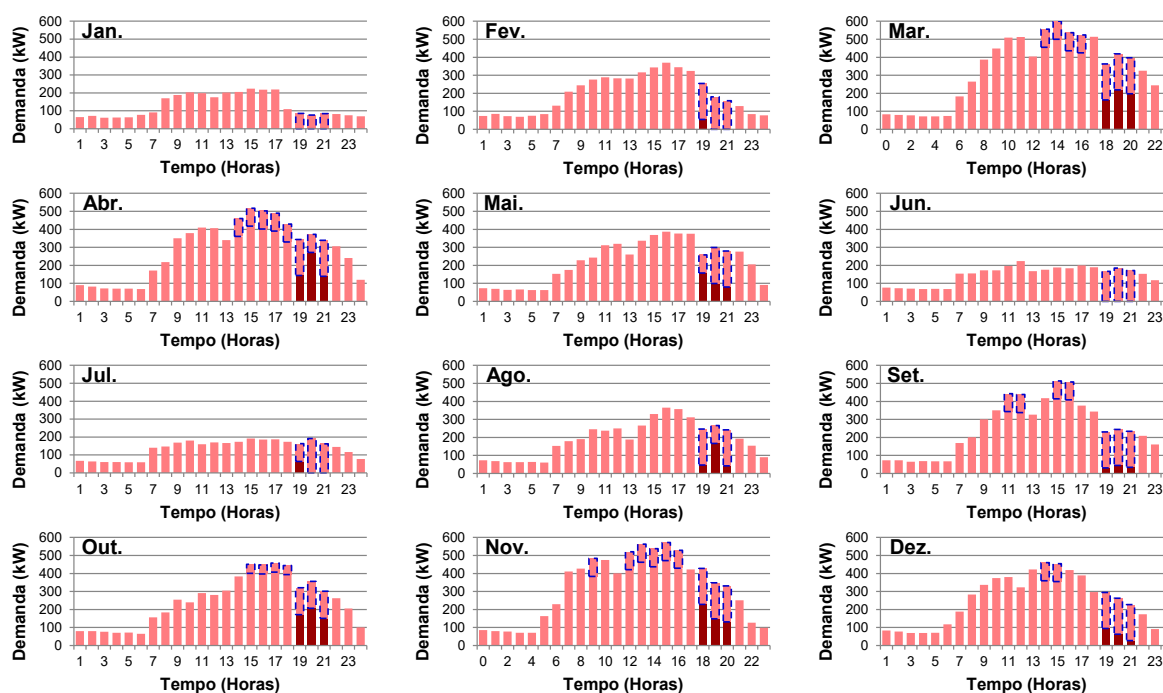 Jan.
Demanda (kW)
600
500
400
300
200
100
0
1 3 5 7 9 11 13 15 17 19 21 23
Tempo (Horas)
Fev.
Demanda (kW)
600
500
400
300
200
100
0
1 3 5 7 9 11 13 15 17 19 21 23
Tempo (Horas)
Mar.
Demanda (kW)
600
500
400
300
200
100
0
0 2 4 6 8 10 12 14 16 18 20 22
Tempo (Horas)
Abr.
Demanda (kW)
600
500
400
300
200
100
0
1 3 5 7 9 11 13 15 17 19 21 23
Tempo (Horas)
Mai.
Demanda (kW)
600
500
400
300
200
100
0
1 3 5 7 9 11 13 15 17 19 21 23
Tempo (Horas)
Jun.
Demanda (kW)
600
500
400
300
200
100
0
1 3 5 7 9 11 13 15 17 19 21 23
Tempo (Horas)
Jul.
Demanda (kW)
600
500
400
300
200
100
0
1 3 5 7 9 11 13 15 17 19 21 23
Tempo (Horas)
Ago.
Demanda (kW)
600
500
400
300
200
100
0
1 3 5 7 9 11 13 15 17 19 21 23
Tempo (Horas)
Set.
Demanda (kW)
600
500
400
300
200
100
0
1 3 5 7 9 11 13 15 17 19 21 23
Tempo (Horas)
Out.
Demanda (kW)
600
500
400
300
200
100
0
1 3 5 7 9 11 13 15 17 19 21 23
Tempo (Horas)
Nov.
Demanda (kW)
600
500
400
300
200
100
0
0 2 4 6 8 10 12 14 16 18 20 22
Tempo (Horas)
Dez.
Demanda (kW)
600
500
400
300
200
100
0
1 3 5 7 9 11 13 15 17 19 21 23
Tempo (Horas)